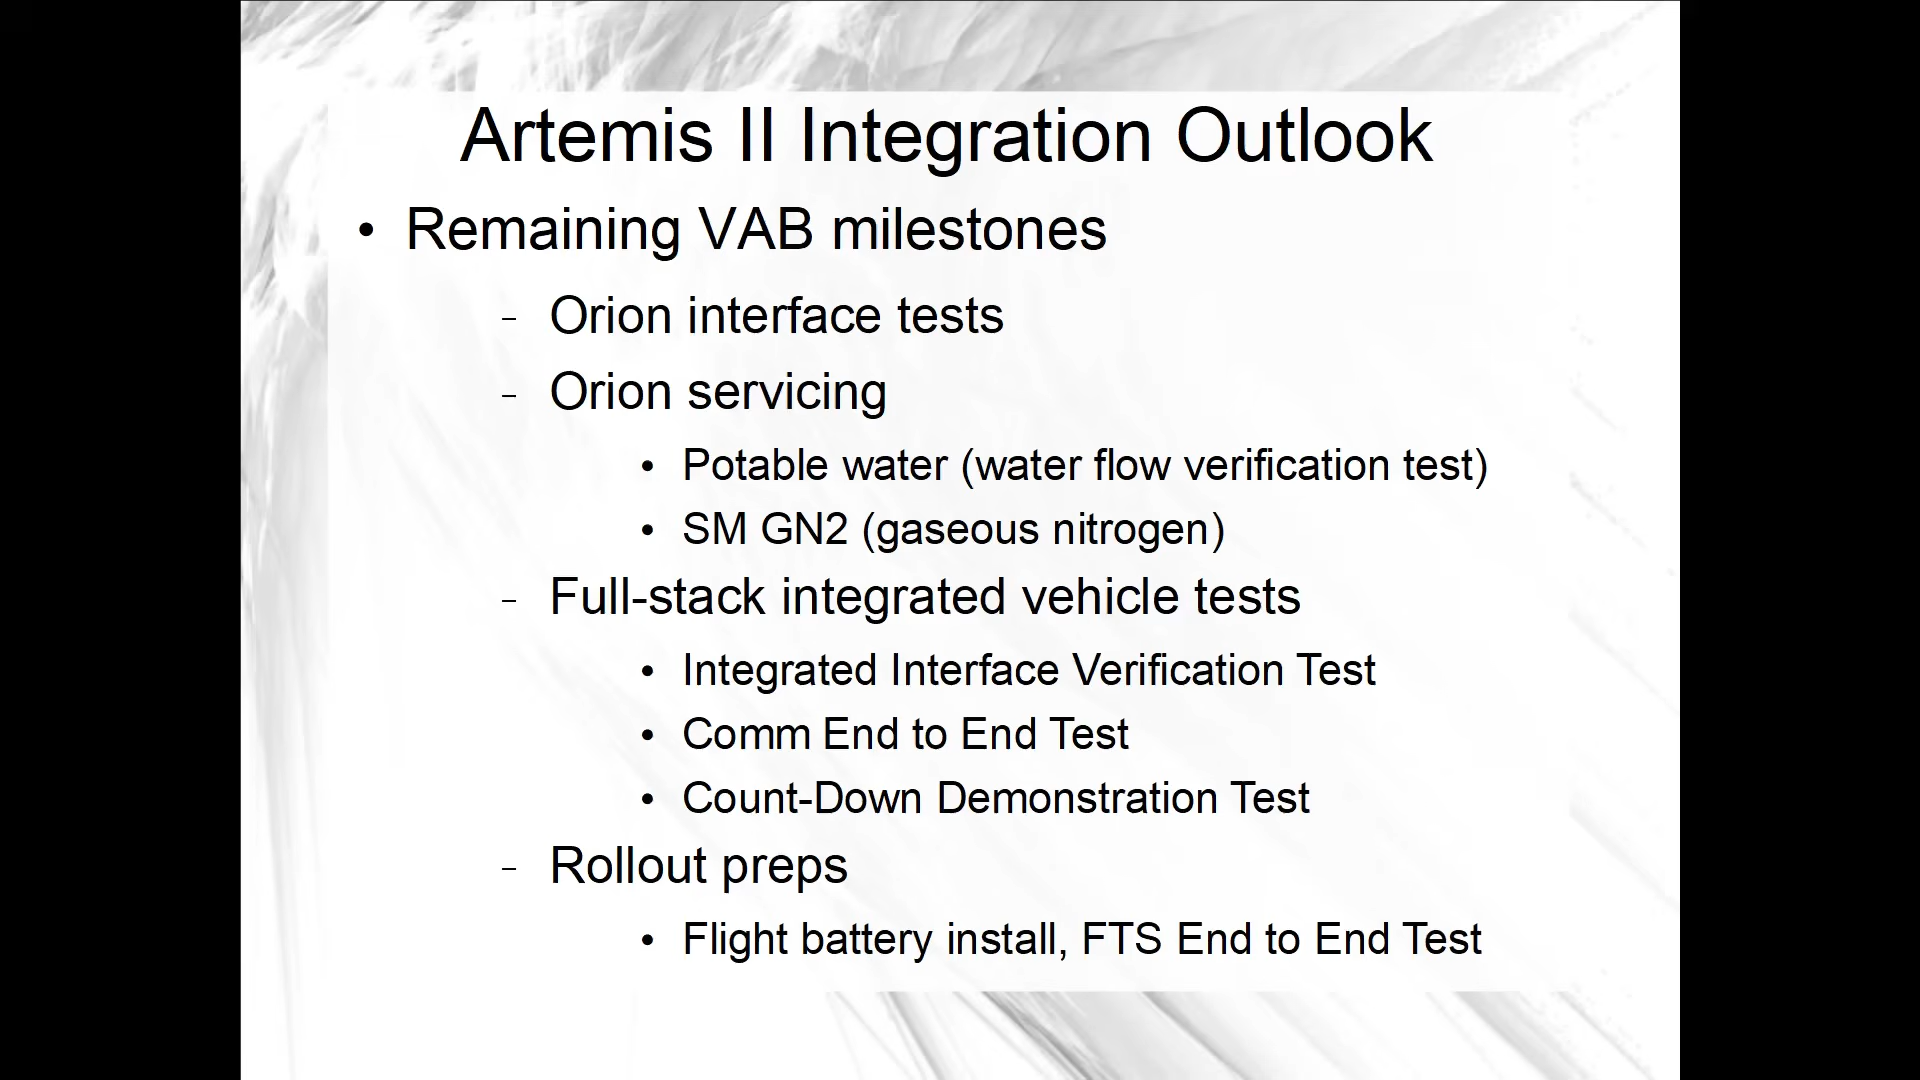 Artemis II Integration Outlook
• Remaining VAB milestones
– Orion interface tests
– Orion servicing
• Potable water (water flow verification test)
• SM GN2 (gaseous nitrogen)
– Full-stack integrated vehicle tests
• Integrated Interface Verification Test
• Comm End to End Test
• Count-Down Demonstration Test
– Rollout preps
• Flight battery install, FTS End to End Test